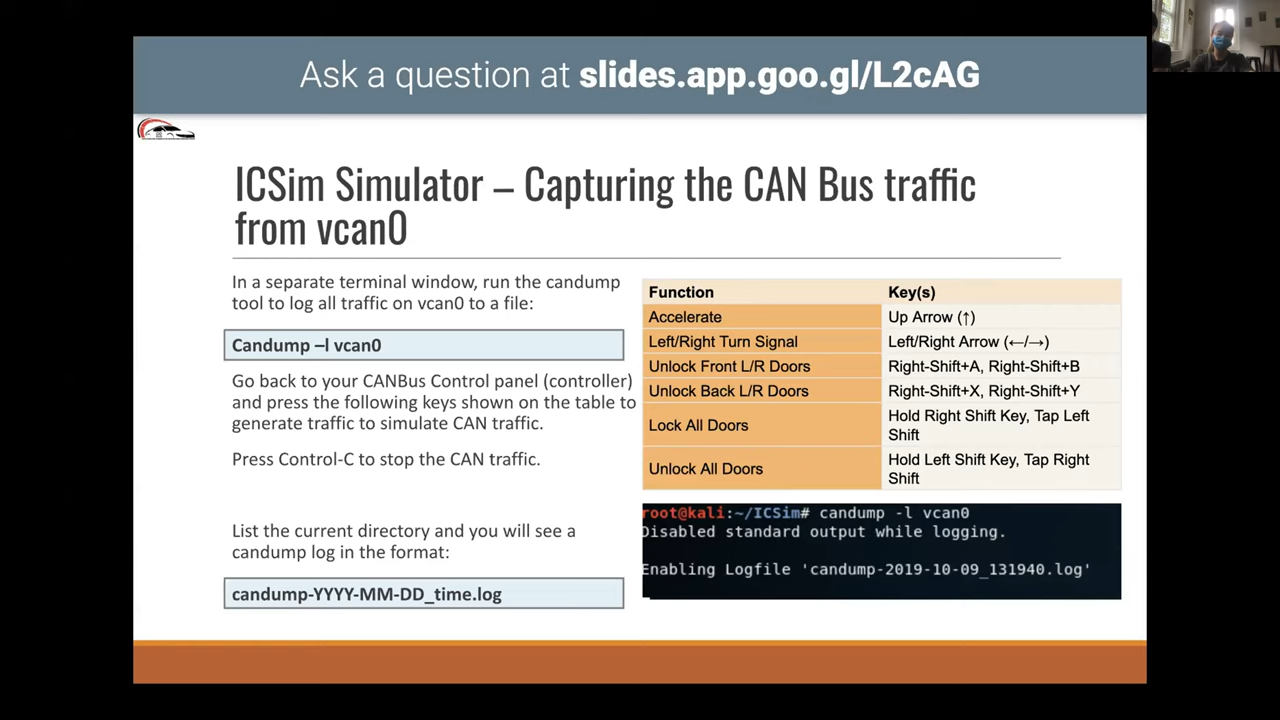 Ask a question at slides.app.goo.gl/L2cAG
ICSim Simulator – Capturing the CAN Bus traffic
from vcan0
In a separate terminal window, run the candump
tool to log all traffic on vcan0 to a file:
Candump –l vcan0
Go back to your CANBus Control panel (controller)
and press the following keys shown on the table to
generate traffic to simulate CAN traffic.
Press Control-C to stop the CAN traffic.
List the current directory and you will see a
candump log in the format:
candump-YYYY-MM-DD_time.log
Function Key(s)
Accelerate Up Arrow (↑)
Left/Right Turn Signal Left/Right Arrow (←/→)
Unlock Front L/R Doors Right-Shift+A, Right-Shift+B
Unlock Back L/R Doors Right-Shift+X, Right-Shift+Y
Lock All Doors Hold Right Shift Key, Tap Left
Shift
Unlock All Doors Hold Left Shift Key, Tap Right
Shift
root@kali:~/ICSim# candump -l vcan0
Disabled standard output while logging.
Enabling Logfile 'candump-2019-10-09_131940.log'